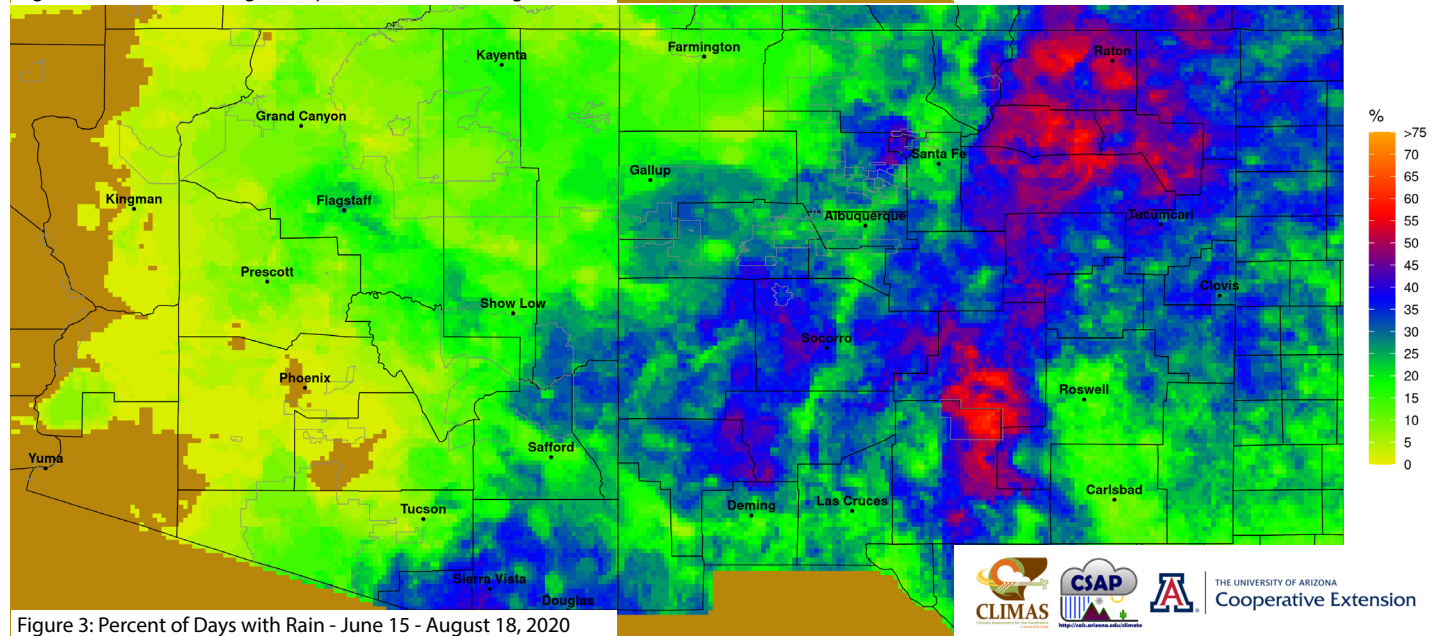 Kayenta
Farmington
Raton
Grand Canyon
Santa Fe
Gallup
Kingman
Flagstaff
Albuquerque
Tucumcari
Prescott
Clovis
Show Low
Socorro
Phoenix
Roswell
Safford
Yuma
Carlsbad
Deming
Las Cruces
Tucson
Sierra Vista
Douglas
%
>75
70
65
60
55
50
45
40
35
30
25
20
15
10
5
0
CLIMAS
CSAP
http://cals.arizona.edu/climate
A
THE UNIVERSITY OF ARIZONA
Cooperative Extension
Figure 3: Percent of Days with Rain - June 15 - August 18, 2020